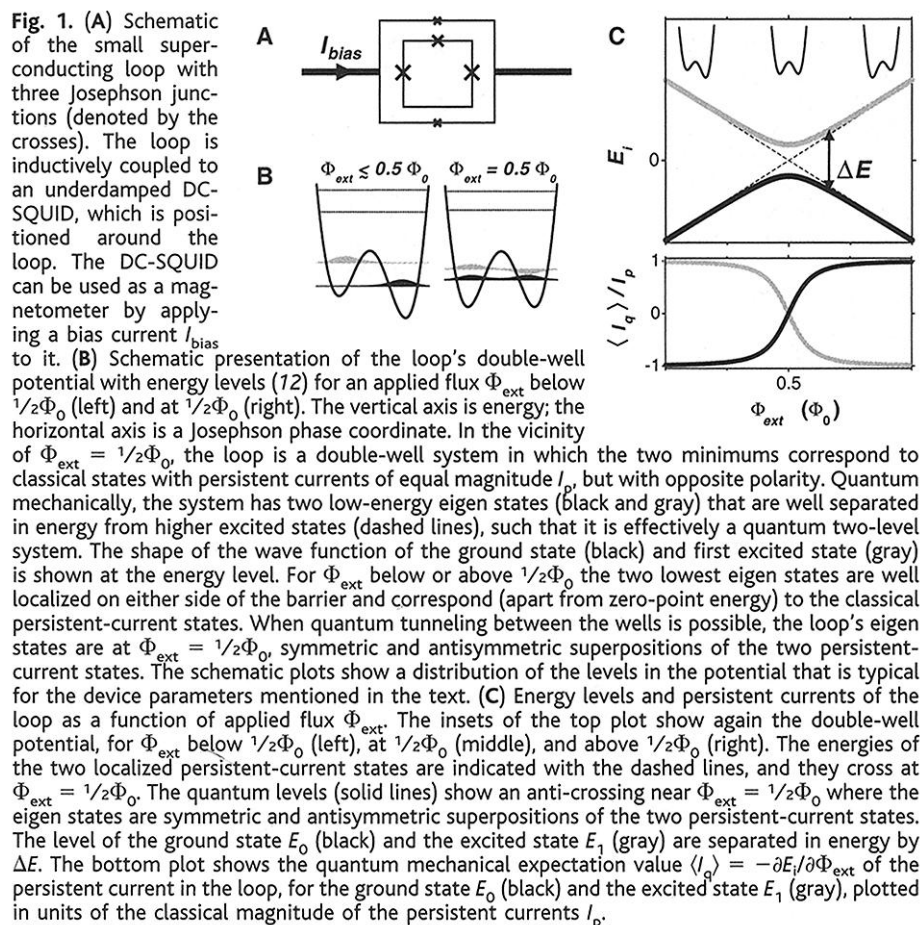 Fig. 1. (A) Schematic
of the small super-
conducting loop with
three Josephson junc-
tions (denoted by the
crosses). The loop is
inductively coupled to
an underdamped DC-
SQUID, which is posi-
tioned around the
loop. The DC-SQUID
can be used as a mag-
netometer by apply-
ing a bias current I_bias
A
I_bias
B
Φ_ext ≲ 0.5 Φ_0
Φ_ext = 0.5 Φ_0
C
E_i
0
ΔE
⟨ I_q ⟩ / I_p
1
0
-1
0.5
Φ_ext (Φ_0)
to it. (B) Schematic presentation of the loop's double-well
potential with energy levels (12) for an applied flux Φ_ext below
1/2Φ_0 (left) and at 1/2Φ_0 (right). The vertical axis is energy; the
horizontal axis is a Josephson phase coordinate. In the vicinity
of Φ_ext = 1/2Φ_0, the loop is a double-well system in which the two minimums correspond to
classical states with persistent currents of equal magnitude I_p, but with opposite polarity. Quantum
mechanically, the system has two low-energy eigen states (black and gray) that are well separated
in energy from higher excited states (dashed lines), such that it is effectively a quantum two-level
system. The shape of the wave function of the ground state (black) and first excited state (gray)
is shown at the energy level. For Φ_ext below or above 1/2Φ_0 the two lowest eigen states are well
localized on either side of the barrier and correspond (apart from zero-point energy) to the classical
persistent-current states. When quantum tunneling between the wells is possible, the loop's eigen
states are at Φ_ext = 1/2Φ_0, symmetric and antisymmetric superpositions of the two persistent-
current states. The schematic plots show a distribution of the levels in the potential that is typical
for the device parameters mentioned in the text. (C) Energy levels and persistent currents of the
loop as a function of applied flux Φ_ext. The insets of the top plot show again the double-well
potential, for Φ_ext below 1/2Φ_0 (left), at 1/2Φ_0 (middle), and above 1/2Φ_0 (right). The energies of
the two localized persistent-current states are indicated with the dashed lines, and they cross at
Φ_ext = 1/2Φ_0. The quantum levels (solid lines) show an anti-crossing near Φ_ext = 1/2Φ_0 where the
eigen states are symmetric and antisymmetric superpositions of the two persistent-current states.
The level of the ground state E_0 (black) and the excited state E_1 (gray) are separated in energy by
ΔE. The bottom plot shows the quantum mechanical expectation value ⟨I_q⟩ = −∂E_i/∂Φ_ext of the
persistent current in the loop, for the ground state E_0 (black) and the excited state E_1 (gray), plotted
in units of the classical magnitude of the persistent currents I_p.